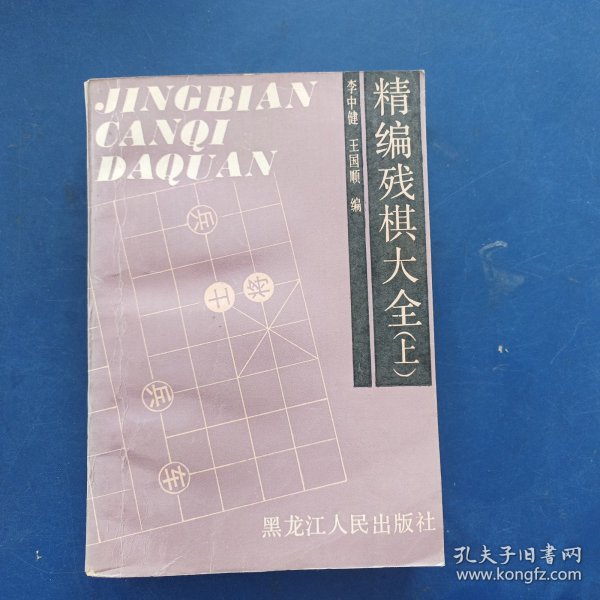 JINGBIAN
CANQI
DAQUAN
精编残棋大全(上)
李中健 王国顺 编
兵
士
将
兵
车
黑龙江人民出版社
孔夫子旧书网
www.kongfz.com